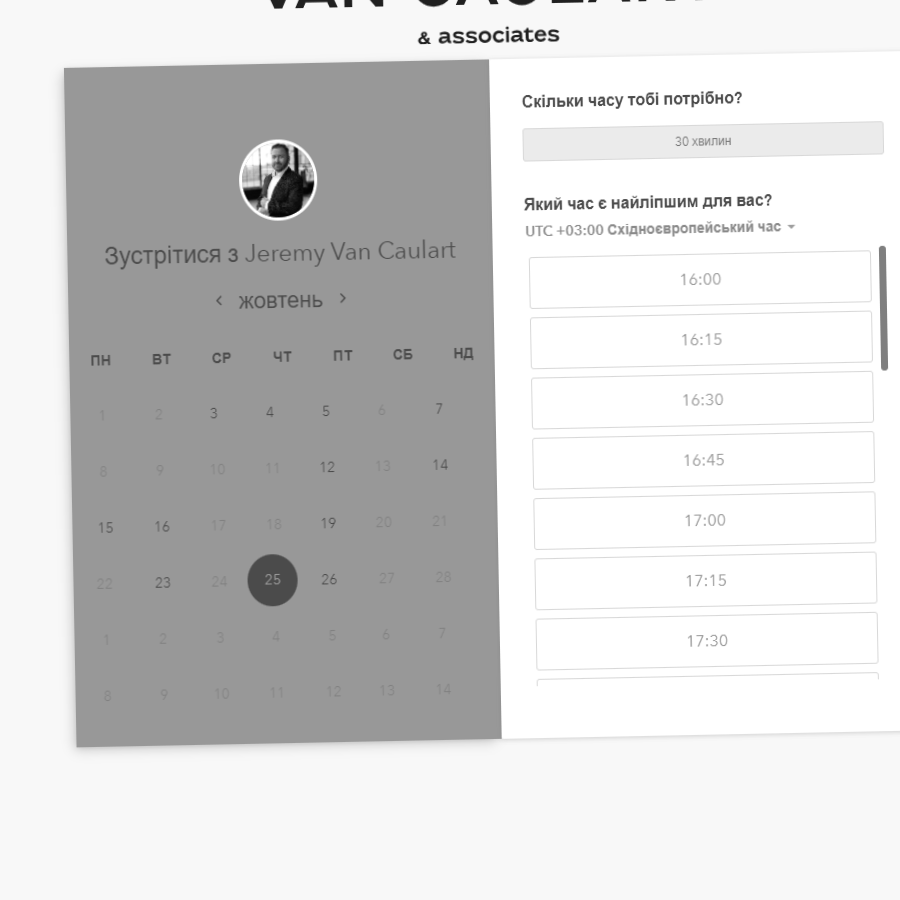 & associates
Зустрітися з Jeremy Van Caulart
‹ жовтень ›
ПН ВТ СР ЧТ ПТ СБ НД
1 2 3 4 5 6 7
8 9 10 11 12 13 14
15 16 17 18 19 20 21
22 23 24 25 26 27 28
1 2 3 4 5 6 7
8 9 10 11 12 13 14
Скільки часу тобі потрібно?
30 хвилин
Який час є найліпшим для вас?
UTC +03:00 Східноєвропейський час
16:00
16:15
16:30
16:45
17:00
17:15
17:30